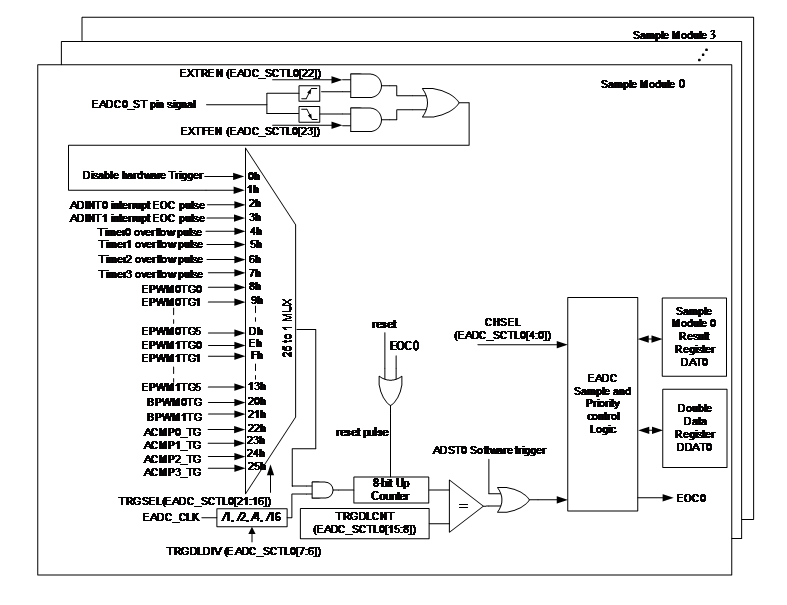 Sample Module 3
Sample Module 0
EXTREN (EADC_SCTL0[22])
EADC0_ST pin signal
EXTFEN (EADC_SCTL0[23])
Disable hardware Trigger
0h
1h
ADINT0 interrupt EOC pulse
2h
ADINT1 interrupt EOC pulse
3h
Timer0 overflow pulse
4h
Timer1 overflow pulse
5h
Timer2 overflow pulse
6h
Timer3 overflow pulse
7h
EPWM0TG0
8h
EPWM0TG1
9h
EPWM0TG5
Dh
EPWM1TG0
Eh
EPWM1TG1
Fh
EPWM1TG5
13h
BPWM0TG
20h
BPWM1TG
21h
ACMP0_TG
22h
ACMP1_TG
23h
ACMP2_TG
24h
ACMP3_TG
25h
26 to 1 MUX
TRGSEL(EADC_SCTL0[21:16])
EADC_CLK
/1, /2, /4, /16
TRGDLDIV (EADC_SCTL0[7:6])
reset
EOC0
reset pulse
8-bit Up
Counter
TRGDLCNT
(EADC_SCTL0[15:8])
=
ADST0 Software trigger
CHSEL
(EADC_SCTL0[4:0])
EADC
Sample and
Priority
control
Logic
Sample
Module 0
Result
Register
DAT0
Double
Data
Register
DDAT0
EOC0